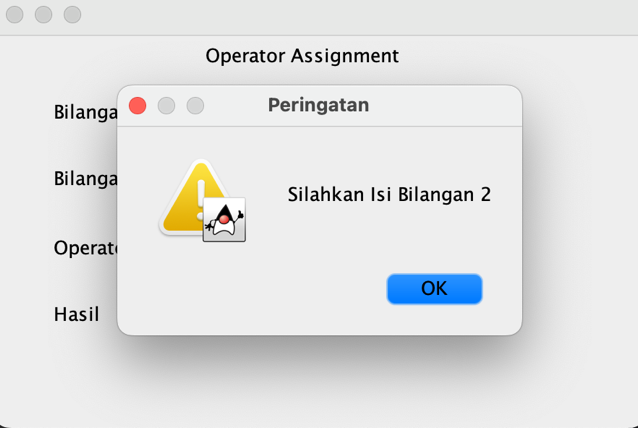 Operator Assignment
Peringatan
Silahkan Isi Bilangan 2
OK
Hasil